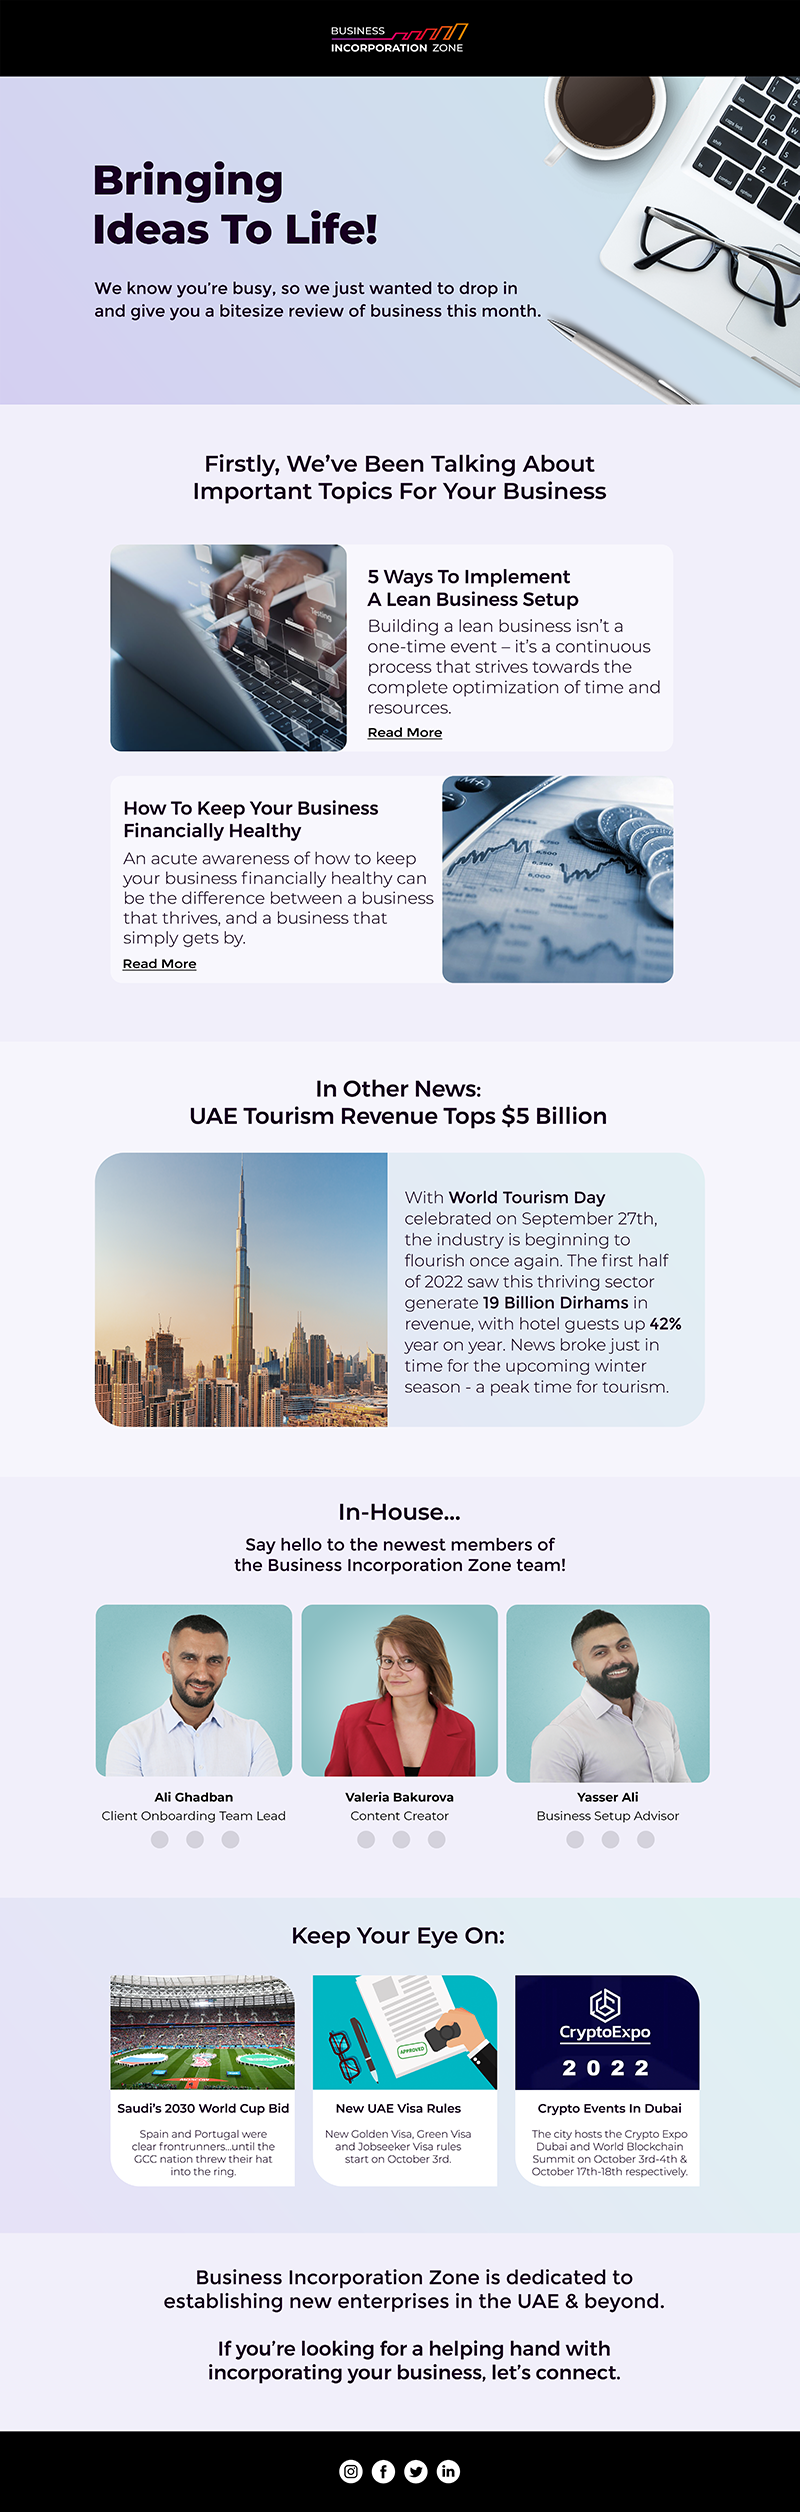 BUSINESS
INCORPORATION ZONE
Bringing
Ideas To Life!
We know you're busy, so we just wanted to drop in
and give you a bitesize review of business this month.
Firstly, We've Been Talking About
Important Topics For Your Business
Testing
5 Ways To Implement
A Lean Business Setup
Building a lean business isn't a
one-time event – it's a continuous
process that strives towards the
complete optimization of time and
resources.
Read More
How To Keep Your Business
Financially Healthy
An acute awareness of how to keep
your business financially healthy can
be the difference between a business
that thrives, and a business that
simply gets by.
Read More
In Other News:
UAE Tourism Revenue Tops $5 Billion
With World Tourism Day
celebrated on September 27th,
the industry is beginning to
flourish once again. The first half
of 2022 saw this thriving sector
generate 19 Billion Dirhams in
revenue, with hotel guests up 42%
year on year. News broke just in
time for the upcoming winter
season - a peak time for tourism.
In-House...
Say hello to the newest members of
the Business Incorporation Zone team!
Ali Ghadban
Client Onboarding Team Lead
Valeria Bakurova
Content Creator
Yasser Ali
Business Setup Advisor
Keep Your Eye On:
Saudi's 2030 World Cup Bid
Spain and Portugal were
clear frontrunners...until the
GCC nation threw their hat
into the ring.
APPROVED
New UAE Visa Rules
New Golden Visa, Green Visa
and Jobseeker Visa rules
start on October 3rd.
CryptoExpo
2022
Crypto Events In Dubai
The city hosts the Crypto Expo
Dubai and World Blockchain
Summit on October 3rd-4th &
October 17th-18th respectively.
Business Incorporation Zone is dedicated to
establishing new enterprises in the UAE & beyond.
If you're looking for a helping hand with
incorporating your business, let's connect.